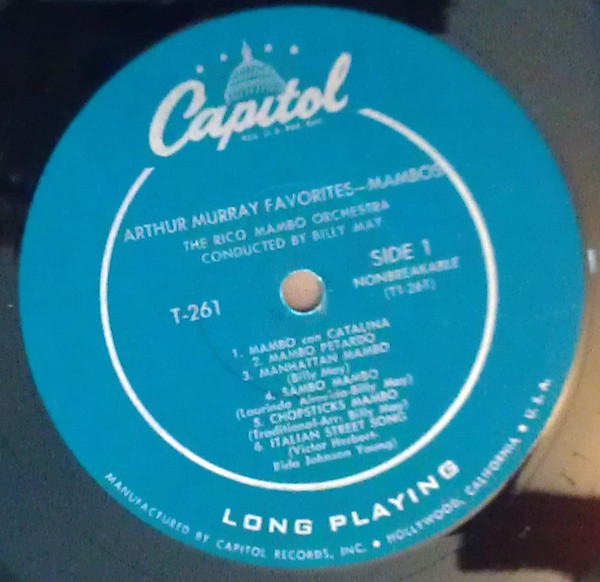 Capitol
REG. U.S. PAT. OFF.
ARTHUR MURRAY FAVORITES—MAMBOS
THE RICO MAMBO ORCHESTRA
CONDUCTED BY BILLY MAY
SIDE 1
NONBREAKABLE
(T1-261)
T-261
1. MAMBO con CATALINA
2. MAMBO PETARDO
3. MANHATTAN MAMBO
(Billy May)
4. SAMBO MAMBO
(Laurindo Almeida-Billy May)
5. CHOPSTICKS MAMBO
(Traditional-Arr: Billy May)
6. ITALIAN STREET SONG
(Victor Herbert-
Rida Johnson Young)
LONG PLAYING
MANUFACTURED BY CAPITOL RECORDS, INC. • HOLLYWOOD, CALIFORNIA • U.S.A.